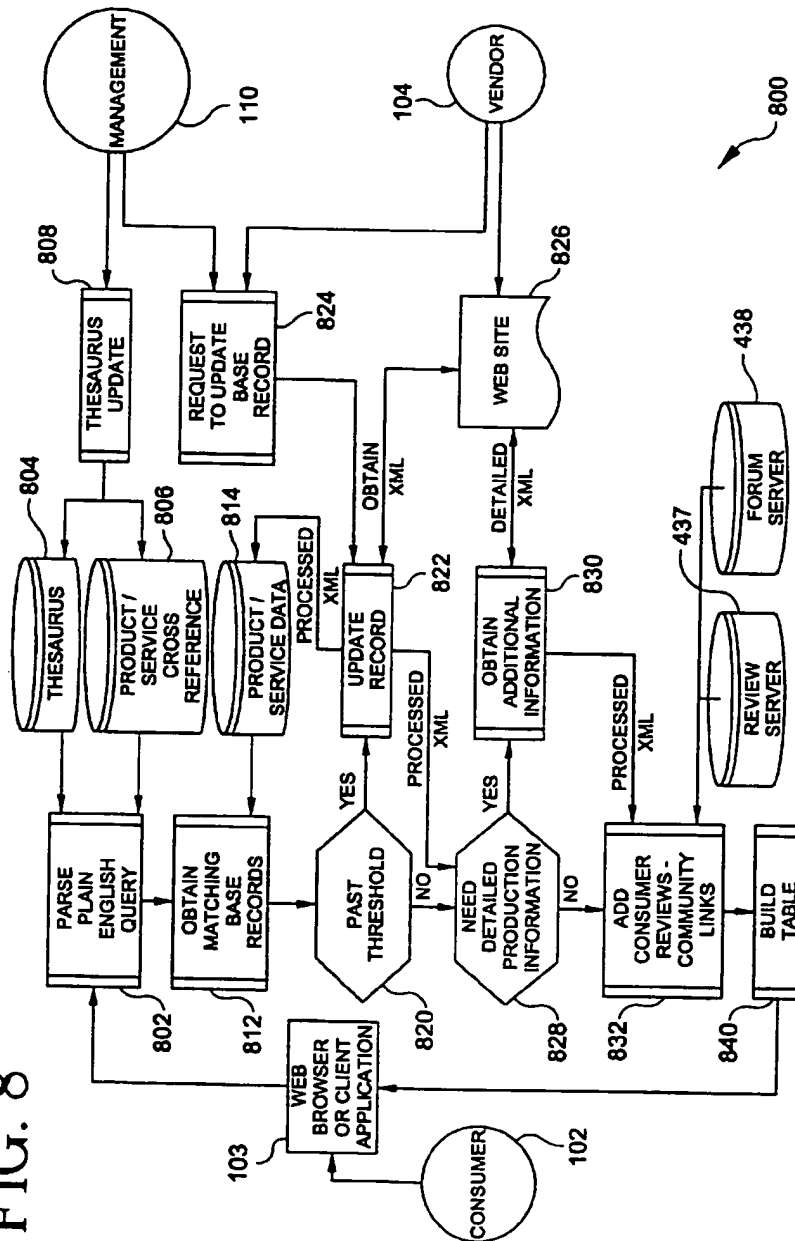 FIG. 8
MANAGEMENT
110
VENDOR
104
800
808
THESAURUS
UPDATE
824
REQUEST
TO UPDATE
BASE
RECORD
826
WEB SITE
804
THESAURUS
806
PRODUCT /
SERVICE
CROSS
REFERENCE
814
PRODUCT /
SERVICE DATA
PROCESSED
XML
OBTAIN
XML
DETAILED
XML
822
UPDATE
RECORD
PROCESSED
XML
830
OBTAIN
ADDITIONAL
INFORMATION
PROCESSED
XML
438
FORUM
SERVER
437
REVIEW
SERVER
PARSE
PLAIN
ENGLISH
QUERY
802
OBTAIN
MATCHING
BASE
RECORDS
812
PAST
THRESHOLD
820
YES
NO
NEED
DETAILED
PRODUCTION
INFORMATION
828
YES
NO
ADD
CONSUMER
REVIEWS -
COMMUNITY
LINKS
832
BUILD
TABLE
840
WEB
BROWSER
OR CLIENT
APPLICATION
103
CONSUMER
102